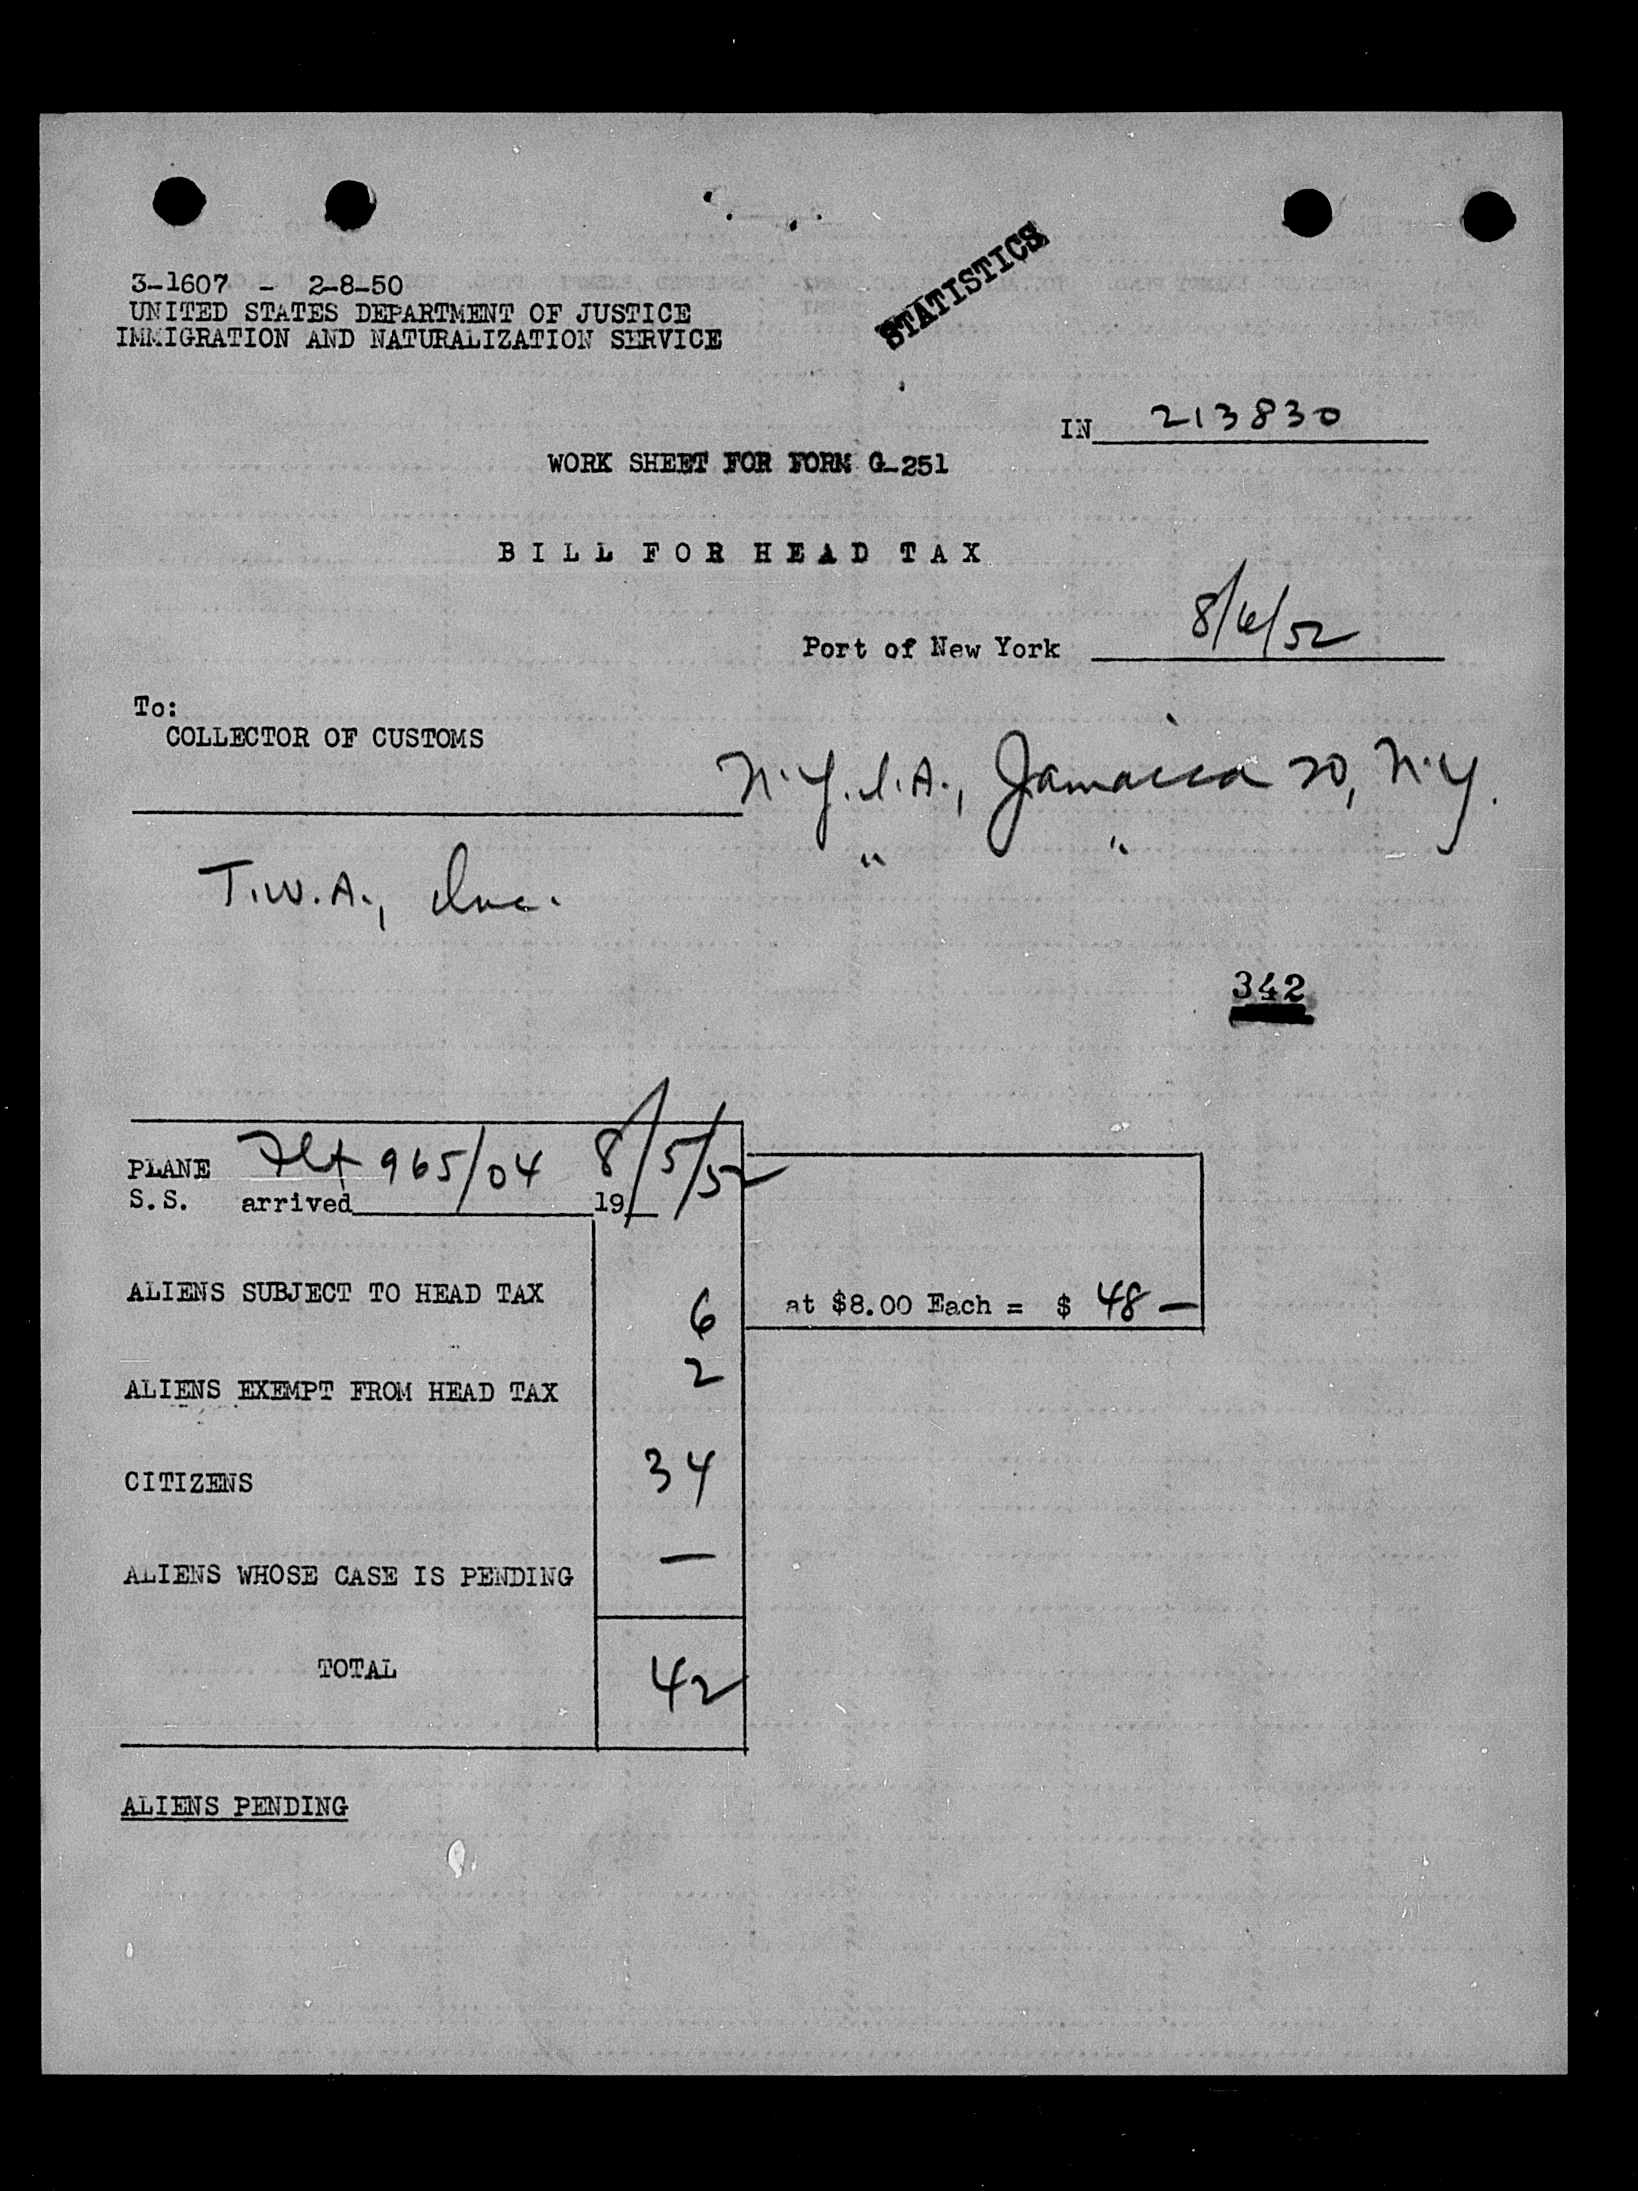 STATISTICS
3-1607 - 2-8-50
UNITED STATES DEPARTMENT OF JUSTICE
IMMIGRATION AND NATURALIZATION SERVICE
IN 213830
WORK SHEET FOR FORM G-251
BILL FOR HEAD TAX
Port of New York 8/6/52
To:
COLLECTOR OF CUSTOMS
N.Y.I.A., Jamaica 20, N.Y.
" "
T.W.A., Inc.
342
PLANE Flt 965/04 8/5/52
S.S. arrived 19
ALIENS SUBJECT TO HEAD TAX 6 at $8.00 Each = $ 48 —
ALIENS EXEMPT FROM HEAD TAX 2
CITIZENS 34
ALIENS WHOSE CASE IS PENDING —
TOTAL 42
ALIENS PENDING